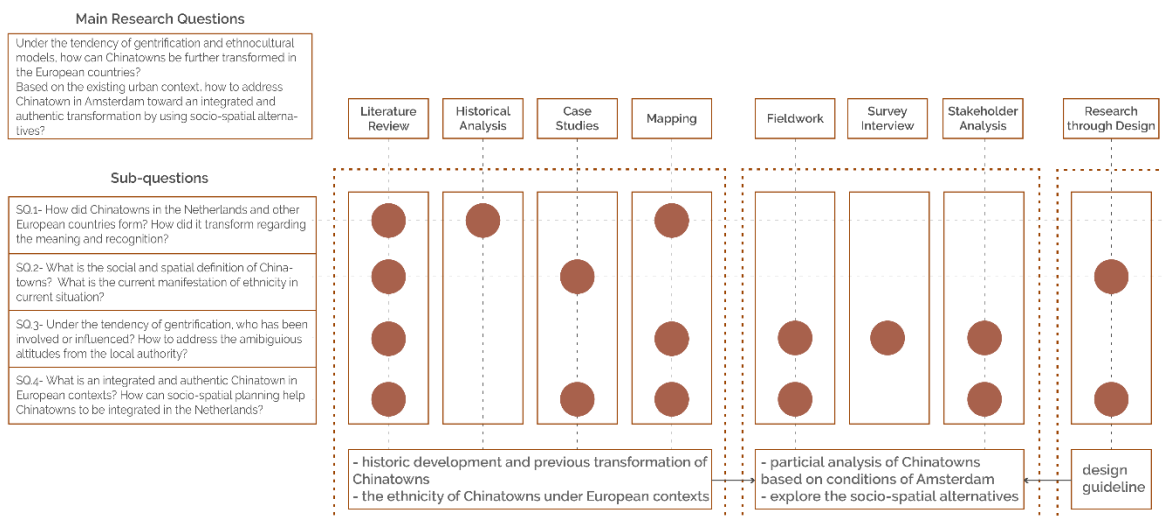 Main Research Questions
Under the tendency of gentrification and ethnocultural
models, how can Chinatowns be further transformed in
the European countries?
Based on the existing urban context, how to address
Chinatown in Amsterdam toward an integrated and
authentic transformation by using socio-spatial alterna-
tives?
Literature
Review
Historical
Analysis
Case
Studies
Mapping
Fieldwork
Survey
Interview
Stakeholder
Analysis
Research
through Design
Sub-questions
SQ.1- How did Chinatowns in the Netherlands and other
European countries form? How did it transform regarding
the meaning and recognition?
SQ.2- What is the social and spatial definition of China-
towns?  What is the current manifestation of ethnicity in
current situation?
SQ.3- Under the tendency of gentrification, who has been
involved or influenced? How to address the amibiguious
altitudes from the local authority?
SQ.4- What is an integrated and authentic Chinatown in
European contexts? How can socio-spatial planning help
Chinatowns to be integrated in the Netherlands?
- historic development and previous transformation of
Chinatowns
- the ethnicity of Chinatowns under European contexts
- particial analysis of Chinatowns
based on conditions of Amsterdam
- explore the socio-spatial alternatives
design
guideline